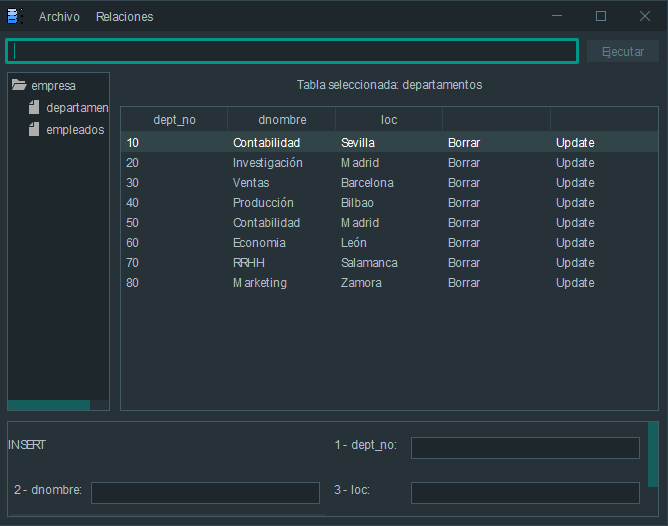 Archivo Relaciones
Ejecutar
empresa
departamen
empleados
Tabla seleccionada: departamentos
dept_no dnombre loc
10 Contabilidad Sevilla Borrar Update
20 Investigación Madrid Borrar Update
30 Ventas Barcelona Borrar Update
40 Producción Bilbao Borrar Update
50 Contabilidad Madrid Borrar Update
60 Economia León Borrar Update
70 RRHH Salamanca Borrar Update
80 Marketing Zamora Borrar Update
INSERT 1 - dept_no:
2 - dnombre: 3 - loc: